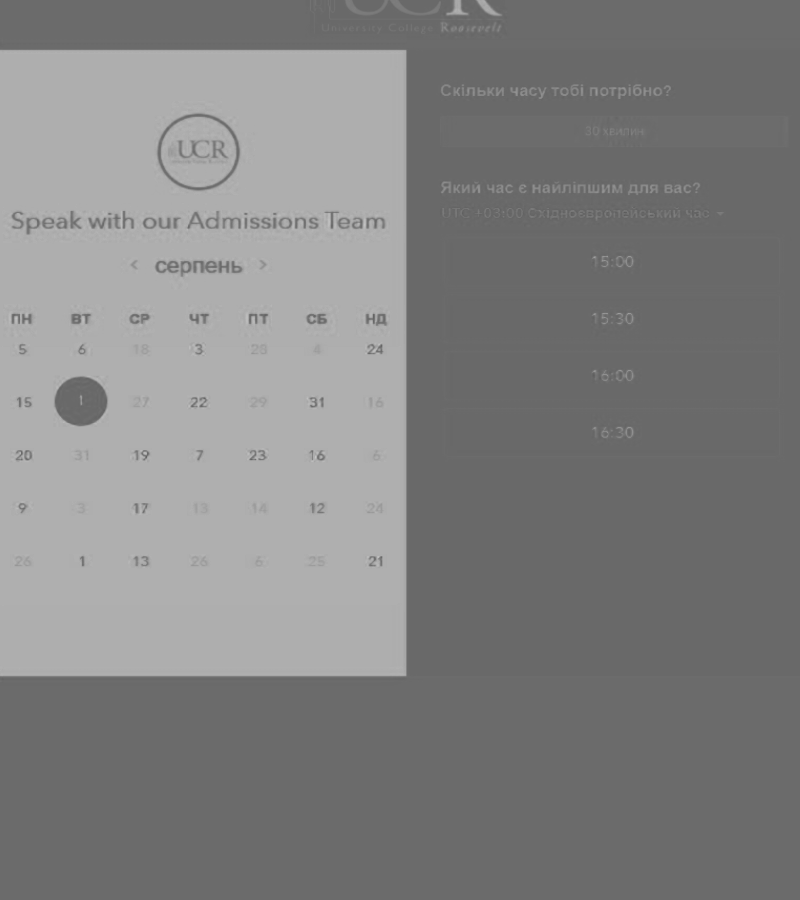 UCR
University College Roosevelt
UCR
Speak with our Admissions Team
< серпень >
ПН ВТ СР ЧТ ПТ СБ НД
5 6 18 3 28 4 24
15 1 27 22 29 31 16
20 31 19 7 23 16 6
9 3 17 13 14 12 24
26 1 13 26 6 25 21
Скільки часу тобі потрібно?
30 хвилин
Який час є найліпшим для вас?
UTC +03:00 Східноєвропейський час
15:00
15:30
16:00
16:30